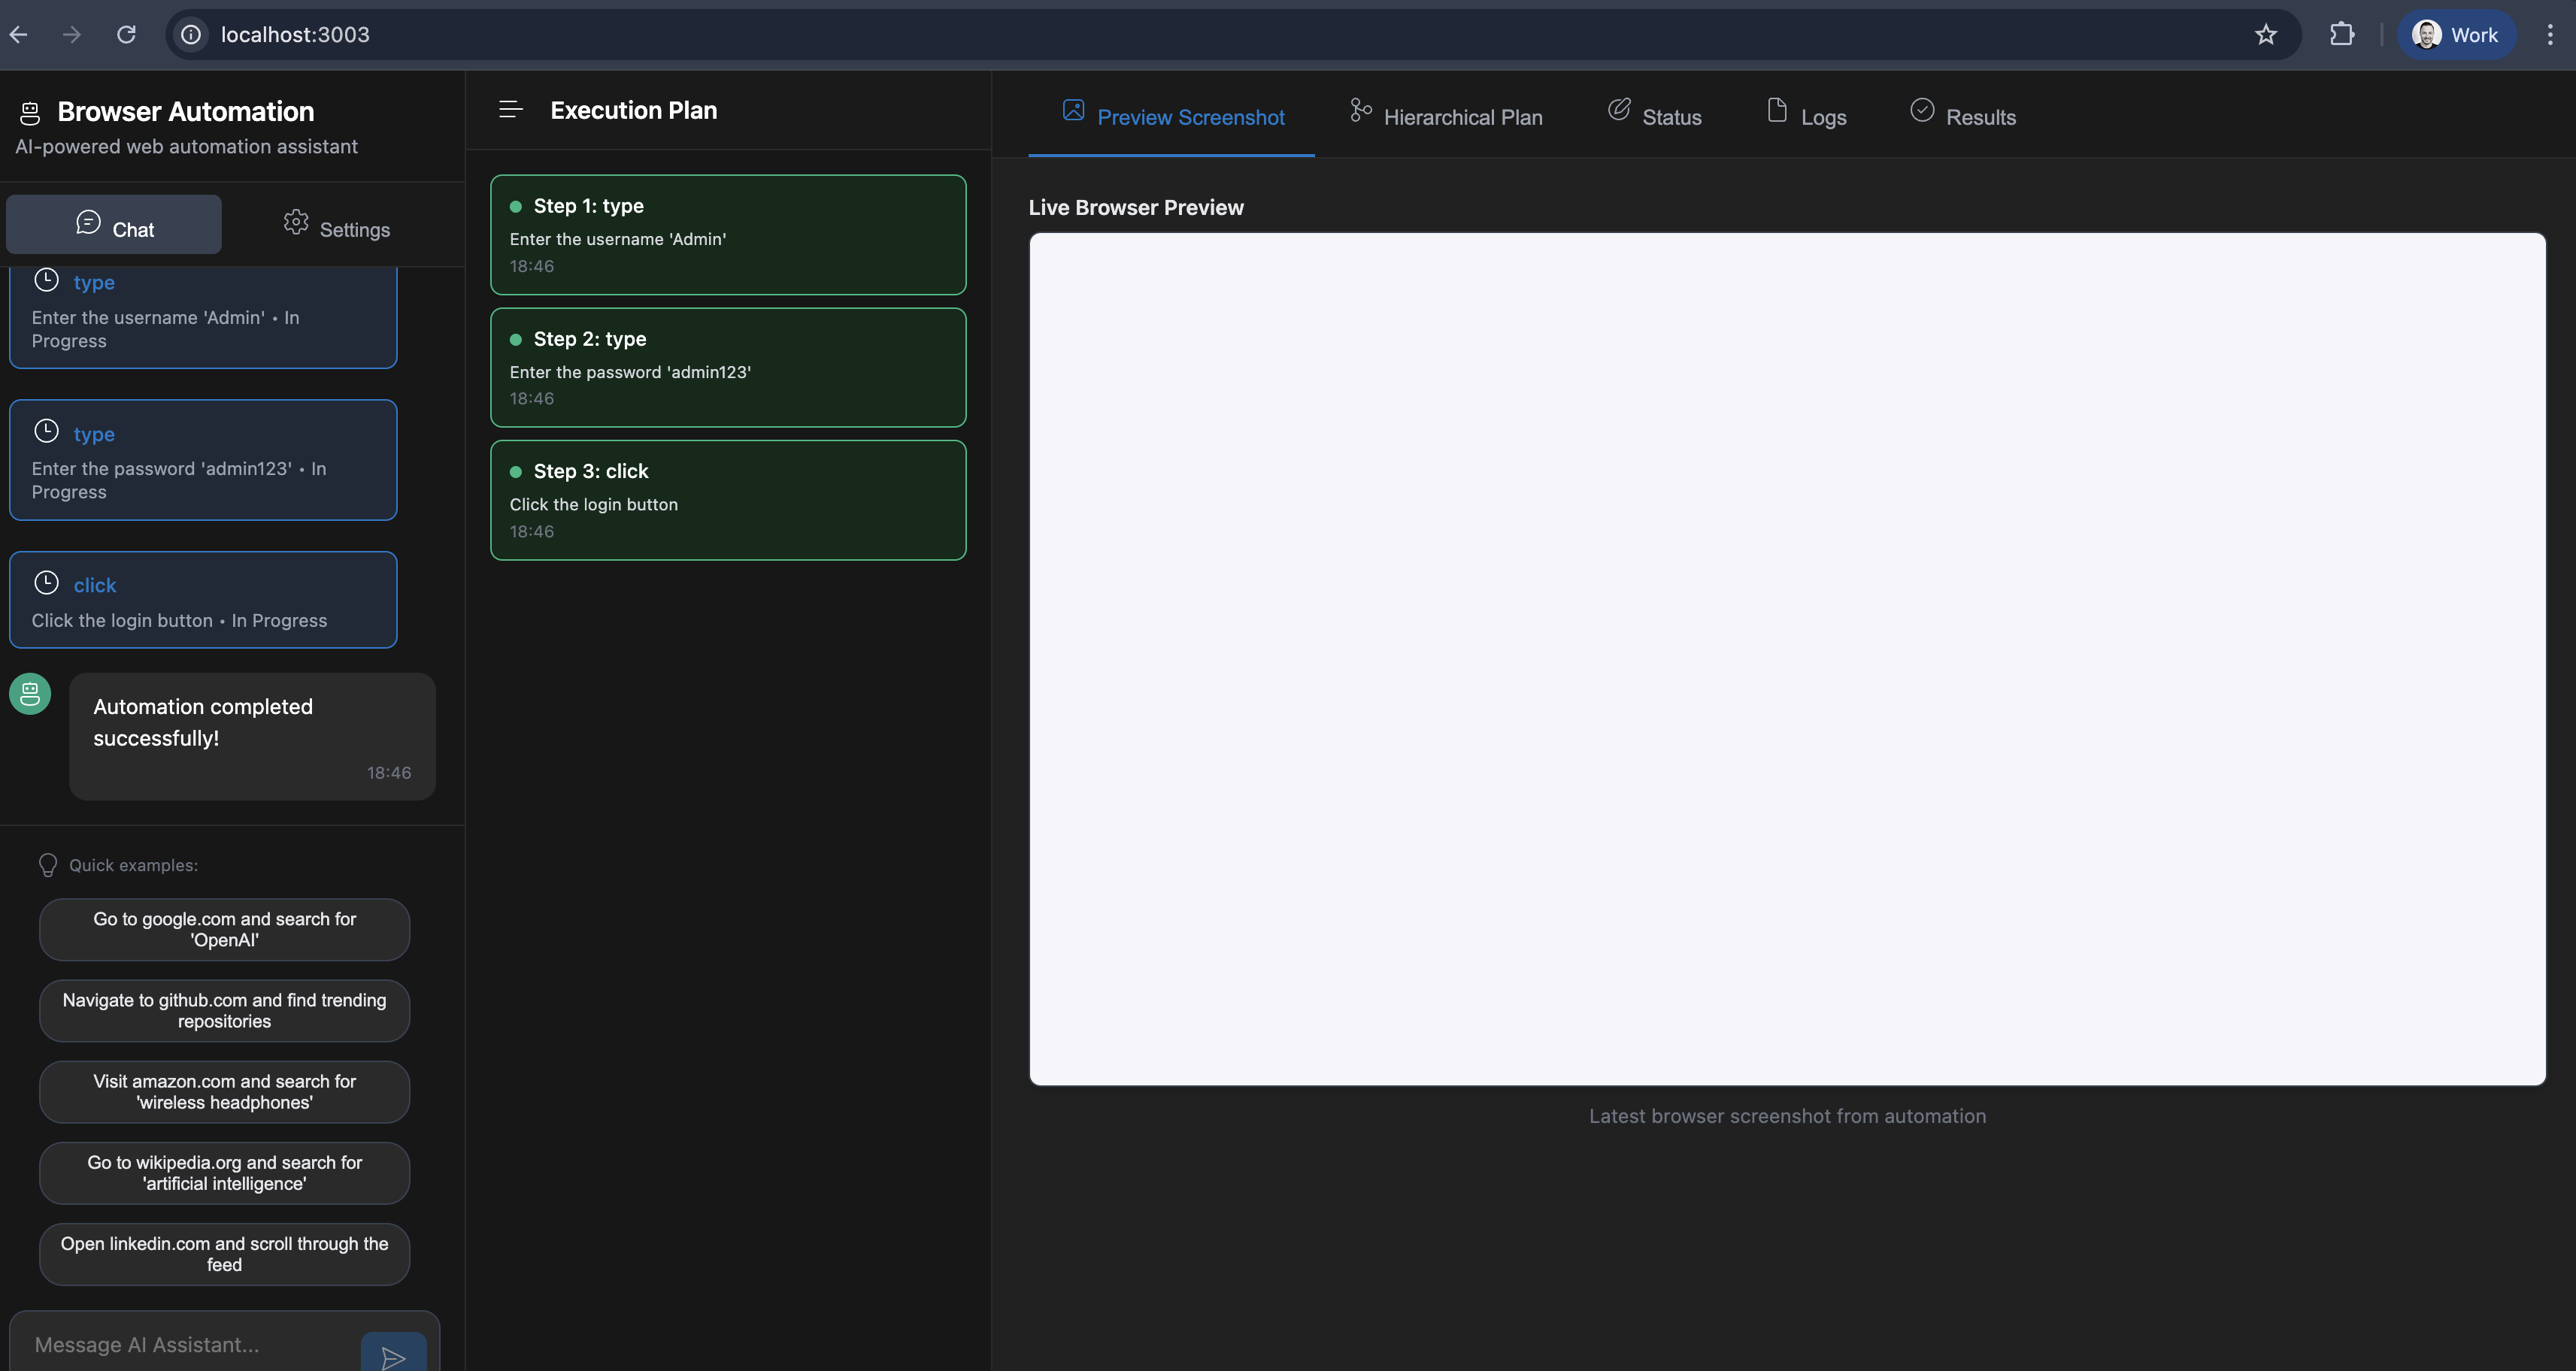 localhost:3003
Work
Browser Automation
AI-powered web automation assistant
Chat
Settings
type
Enter the username 'Admin' • In
Progress
type
Enter the password 'admin123' • In
Progress
click
Click the login button • In Progress
Automation completed
successfully!
18:46
Quick examples:
Go to google.com and search for
'OpenAI'
Navigate to github.com and find trending
repositories
Visit amazon.com and search for
'wireless headphones'
Go to wikipedia.org and search for
'artificial intelligence'
Open linkedin.com and scroll through the
feed
Message AI Assistant...
Execution Plan
Step 1: type
Enter the username 'Admin'
18:46
Step 2: type
Enter the password 'admin123'
18:46
Step 3: click
Click the login button
18:46
Preview Screenshot
Hierarchical Plan
Status
Logs
Results
Live Browser Preview
Latest browser screenshot from automation